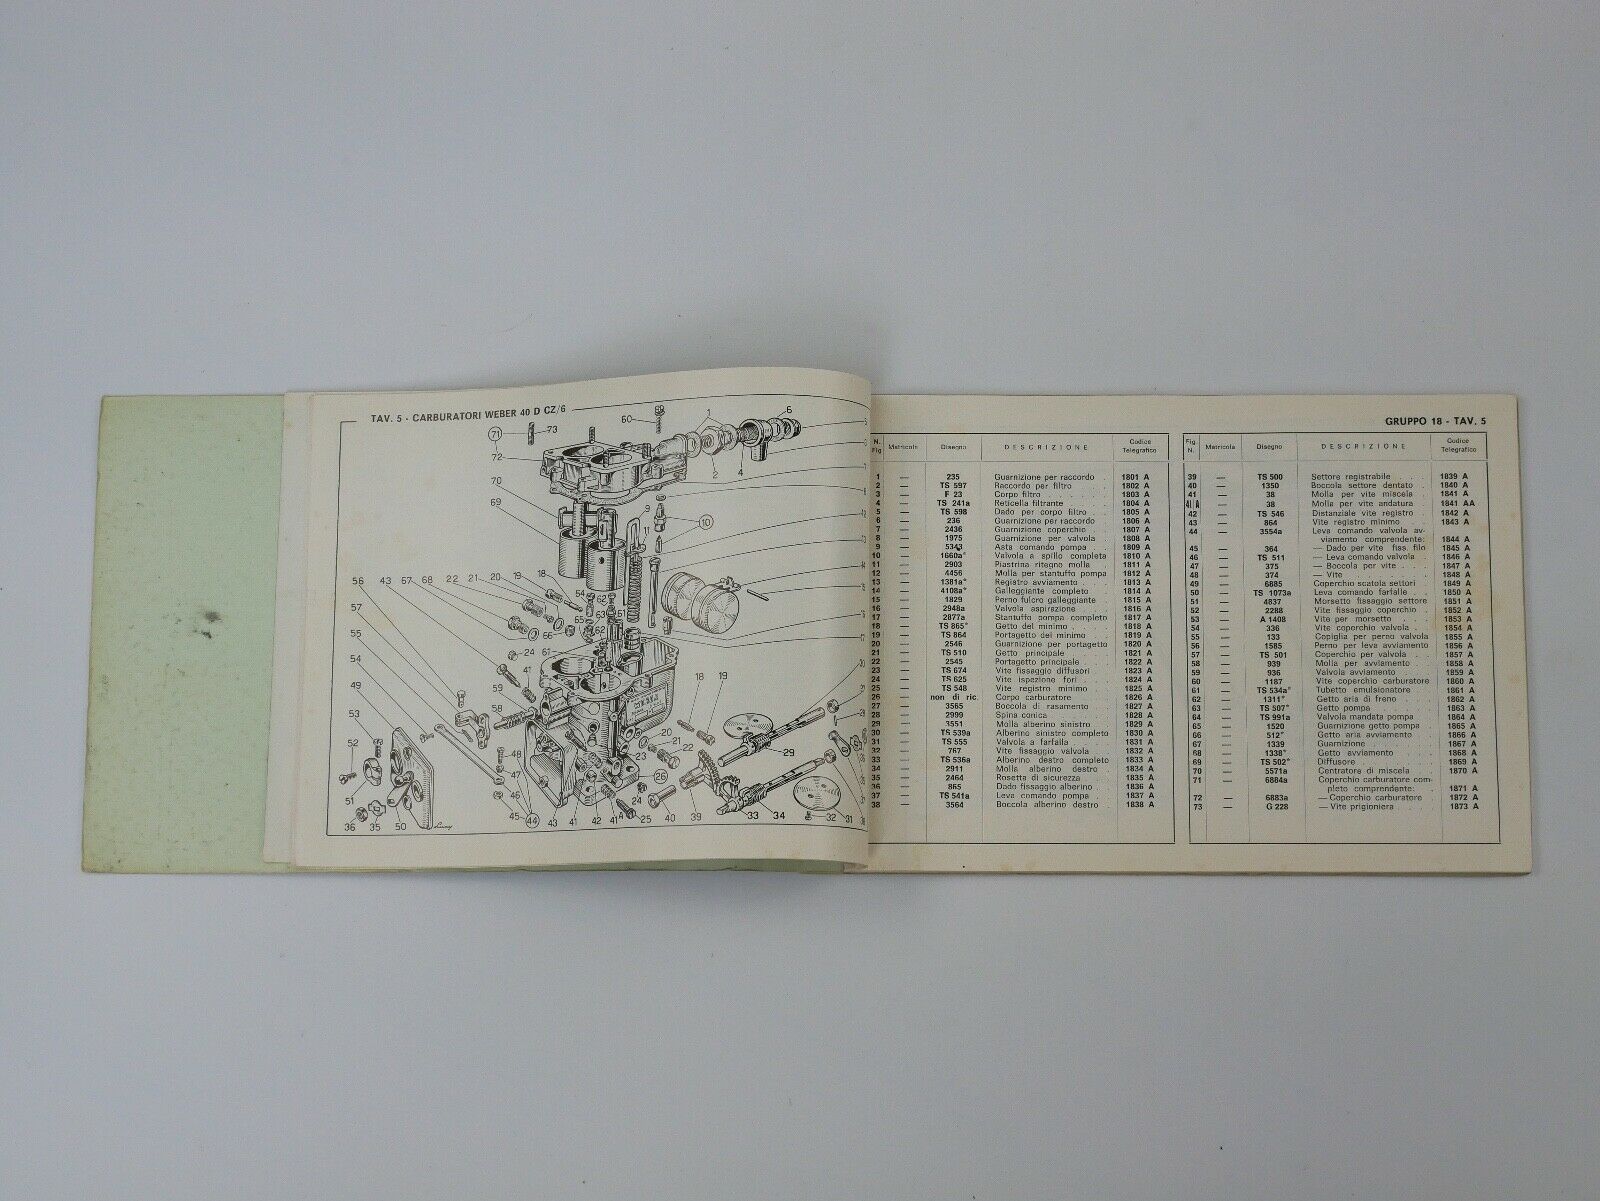 TAV. 5 - CARBURATORI WEBER 40 D CZ/6
GRUPPO 18 - TAV. 5
N. Fig Matricola Disegno DESCRIZIONE Codice Telegrafico
1 — 235 Guarnizione per raccordo 1801 A
2 — TS 597 Raccordo per filtro 1802 A
3 — F 23 Corpo filtro 1803 A
4 — TS 241a Reticella filtrante 1804 A
5 — TS 598 Dado per corpo filtro 1805 A
6 — 236 Guarnizione per raccordo 1806 A
7 — 2436 Guarnizione coperchio 1807 A
8 — 1975 Guarnizione per valvola 1808 A
9 — Asta comando pompa 1809 A
10 — 1660a* Valvola a spillo completa 1810 A
11 — 2903 Piastrina ritegno molla 1811 A
12 — 4456 Molla per stantuffo pompa 1812 A
13 — 1381a* Registro avviamento 1813 A
14 — 4108a* Galleggiante completo 1814 A
15 — 1829 Perno fulcro galleggiante 1815 A
16 — 2948a Valvola aspirazione 1816 A
17 — 2877a Stantuffo pompa completo 1817 A
18 — TS 865* Getto del minimo 1818 A
19 — TS 864 Portagetto del minimo 1819 A
20 — 2546 Guarnizione per portagetto 1820 A
21 — TS 510 Getto principale 1821 A
22 — 2545 Portagetto principale 1822 A
23 — TS 674 Vite fissaggio diffusori 1823 A
24 — TS 625 Vite ispezione fori 1824 A
25 — TS 548 Vite registro minimo 1825 A
26 — non di ric. Corpo carburatore 1826 A
27 — 3565 Boccola di rasamento 1827 A
28 — 2999 Spina conica 1828 A
29 — 3551 Molla alberino sinistro 1829 A
30 — TS 539a Alberino sinistro completo 1830 A
31 — TS 555 Valvola a farfalla 1831 A
32 — 767 Vite fissaggio valvola 1832 A
33 — TS 536a Alberino destro completo 1833 A
34 — 2911 Molla alberino destro 1834 A
35 — 2464 Rosetta di sicurezza 1835 A
36 — 865 Dado fissaggio alberino 1836 A
37 — TS 541a Leva comando pompa 1837 A
38 — 3564 Boccola alberino destro 1838 A
Fig. N. Matricola Disegno DESCRIZIONE Codice Telegrafico
39 — TS 500 Settore registrabile 1839 A
40 — 1350 Boccola settore dentato 1840 A
41 — 38 Molla per vite miscela 1841 A
41/A — 38 Molla per vite andatura 1841 AA
42 — TS 546 Distanziale vite registro 1842 A
43 — 864 Vite registro minimo 1843 A
44 — 3554a Leva comando valvola av-
viamento comprendente: 1844 A
45 — 364 — Dado per vite fiss. filo 1845 A
46 — TS 511 — Leva comando valvola 1846 A
47 — 375 — Boccola per vite 1847 A
48 — 374 — Vite 1848 A
49 — 6885 Coperchio scatola settori 1849 A
50 — TS 1073a Leva comando farfalle 1850 A
51 — 4837 Morsetto fissaggio settore 1851 A
52 — 2288 Vite fissaggio coperchio 1852 A
53 — A 1408 Vite per morsetto 1853 A
54 — 336 Vite coperchio valvola 1854 A
55 — 133 Copiglia per perno valvola 1855 A
56 — 1585 Perno per leva avviamento 1856 A
57 — TS 501 Coperchio per valvola 1857 A
58 — 939 Molla per avviamento 1858 A
59 — 936 Valvola avviamento 1859 A
60 — 1187 Vite coperchio carburatore 1860 A
61 — TS 534a* Tubetto emulsionatore 1861 A
62 — 1311* Getto aria di freno 1862 A
63 — TS 507* Getto pompa 1863 A
64 — TS 991a Valvola mandata pompa 1864 A
65 — 1520 Guarnizione getto pompa 1865 A
66 — 512* Getto aria avviamento 1866 A
67 — 1339 Guarnizione 1867 A
68 — 1338* Getto avviamento 1868 A
69 — TS 502* Diffusore 1869 A
70 — 5571a Centratore di miscela 1870 A
71 — 6884a Coperchio carburatore com-
pleto comprendente: 1871 A
72 — 6883a — Coperchio carburatore 1872 A
73 — G 228 — Vite prigioniera 1873 A